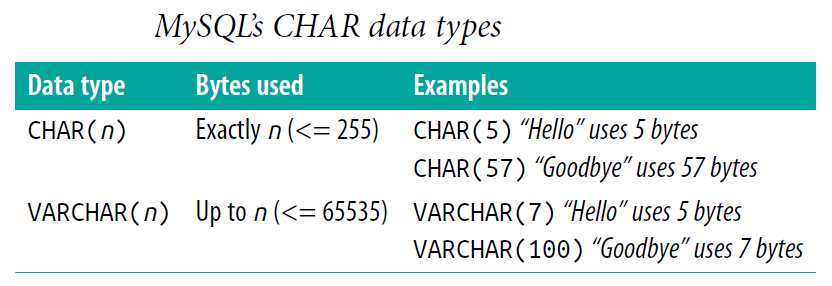 MySQL’s CHAR data types
Data type Bytes used Examples
CHAR(n) Exactly n (<= 255) CHAR(5) “Hello” uses 5 bytes
CHAR(57) “Goodbye” uses 57 bytes
VARCHAR(n) Up to n (<= 65535) VARCHAR(7) “Hello” uses 5 bytes
VARCHAR(100) “Goodbye” uses 7 bytes